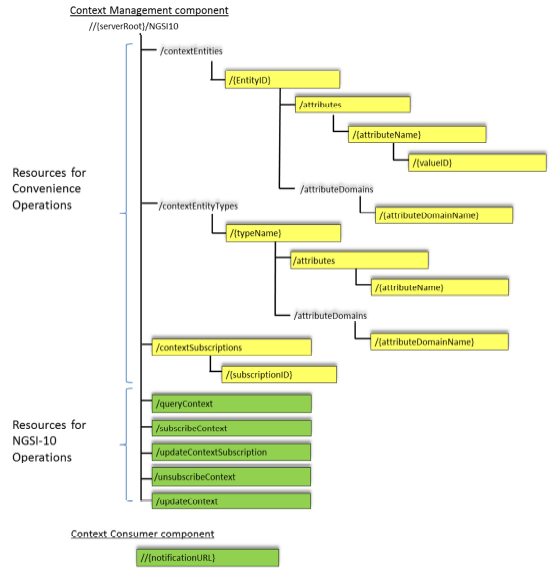 Context Management component
//{serverRoot}/NGSI10
/contextEntities
/{EntityID}
/attributes
/{attributeName}
/{valueID}
/attributeDomains
/{attributeDomainName}
Resources for
Convenience
Operations
/contextEntityTypes
/{typeName}
/attributes
/{attributeName}
/attributeDomains
/{attributeDomainName}
/contextSubscriptions
/{subscriptionID}
Resources for
NGSI-10
Operations
/queryContext
/subscribeContext
/updateContextSubscription
/unsubscribeContext
/updateContext
Context Consumer component
//{notificationURL}